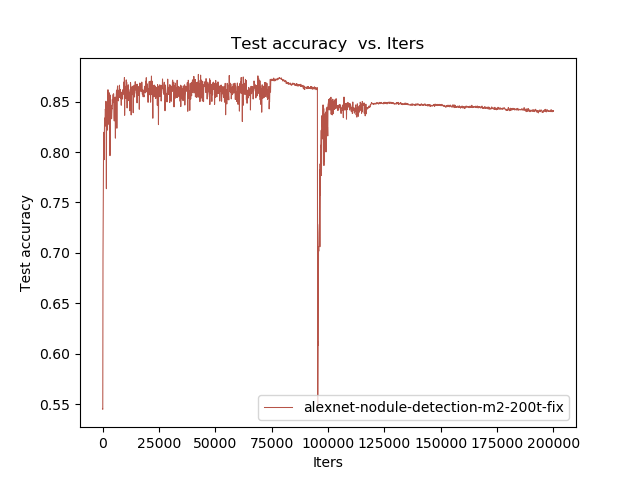 Test accuracy  vs. Iters
Test accuracy
0.85
0.80
0.75
0.70
0.65
0.60
0.55
alexnet-nodule-detection-m2-200t-fix
0 25000 50000 75000 100000 125000 150000 175000 200000
Iters